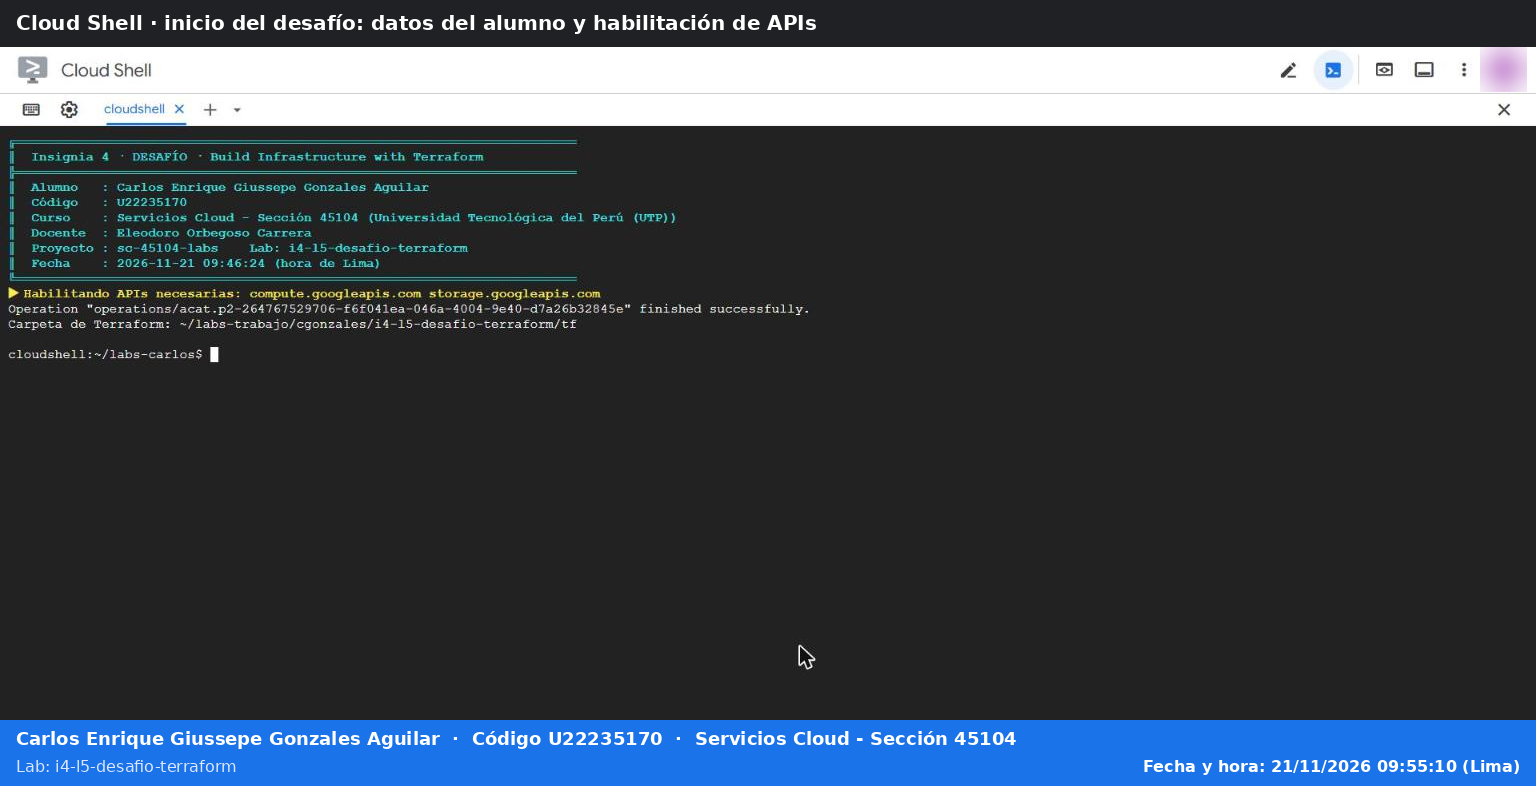 Cloud Shell · inicio del desafío: datos del alumno y habilitación de APIs
Cloud Shell
cloudshell
Insignia 4 · DESAFÍO · Build Infrastructure with Terraform
Alumno : Carlos Enrique Giussepe Gonzales Aguilar
Código : U22235170
Curso : Servicios Cloud - Sección 45104 (Universidad Tecnológica del Perú (UTP))
Docente : Eleodoro Orbegoso Carrera
Proyecto : sc-45104-labs Lab: i4-l5-desafio-terraform
Fecha : 2026-11-21 09:46:24 (hora de Lima)
Habilitando APIs necesarias: compute.googleapis.com storage.googleapis.com
Operation "operations/acat.p2-264767529706-f6f041ea-046a-4004-9e40-d7a26b32845e" finished successfully.
Carpeta de Terraform: ~/labs-trabajo/cgonzales/i4-l5-desafio-terraform/tf
cloudshell:~/labs-carlos$
Carlos Enrique Giussepe Gonzales Aguilar · Código U22235170 · Servicios Cloud - Sección 45104
Lab: i4-l5-desafio-terraform
Fecha y hora: 21/11/2026 09:55:10 (Lima)